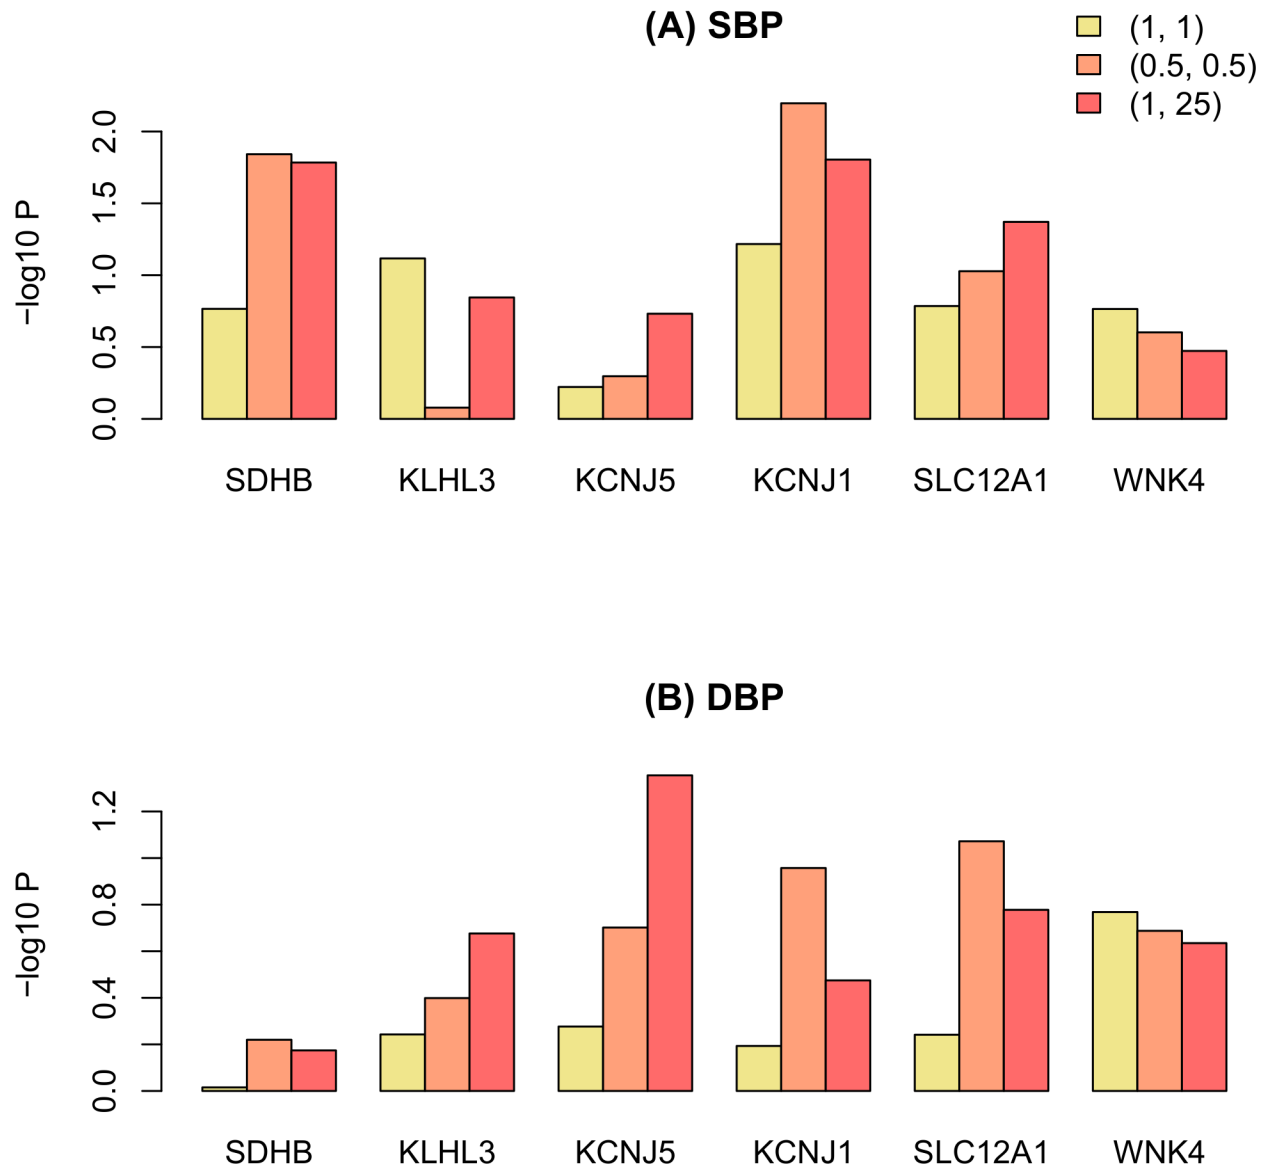 (A) SBP
(1, 1)
(0.5, 0.5)
(1, 25)
−log10 P
2.0
1.5
1.0
0.5
0.0
SDHB KLHL3 KCNJ5 KCNJ1 SLC12A1 WNK4
(B) DBP
−log10 P
1.2
0.8
0.4
0.0
SDHB KLHL3 KCNJ5 KCNJ1 SLC12A1 WNK4